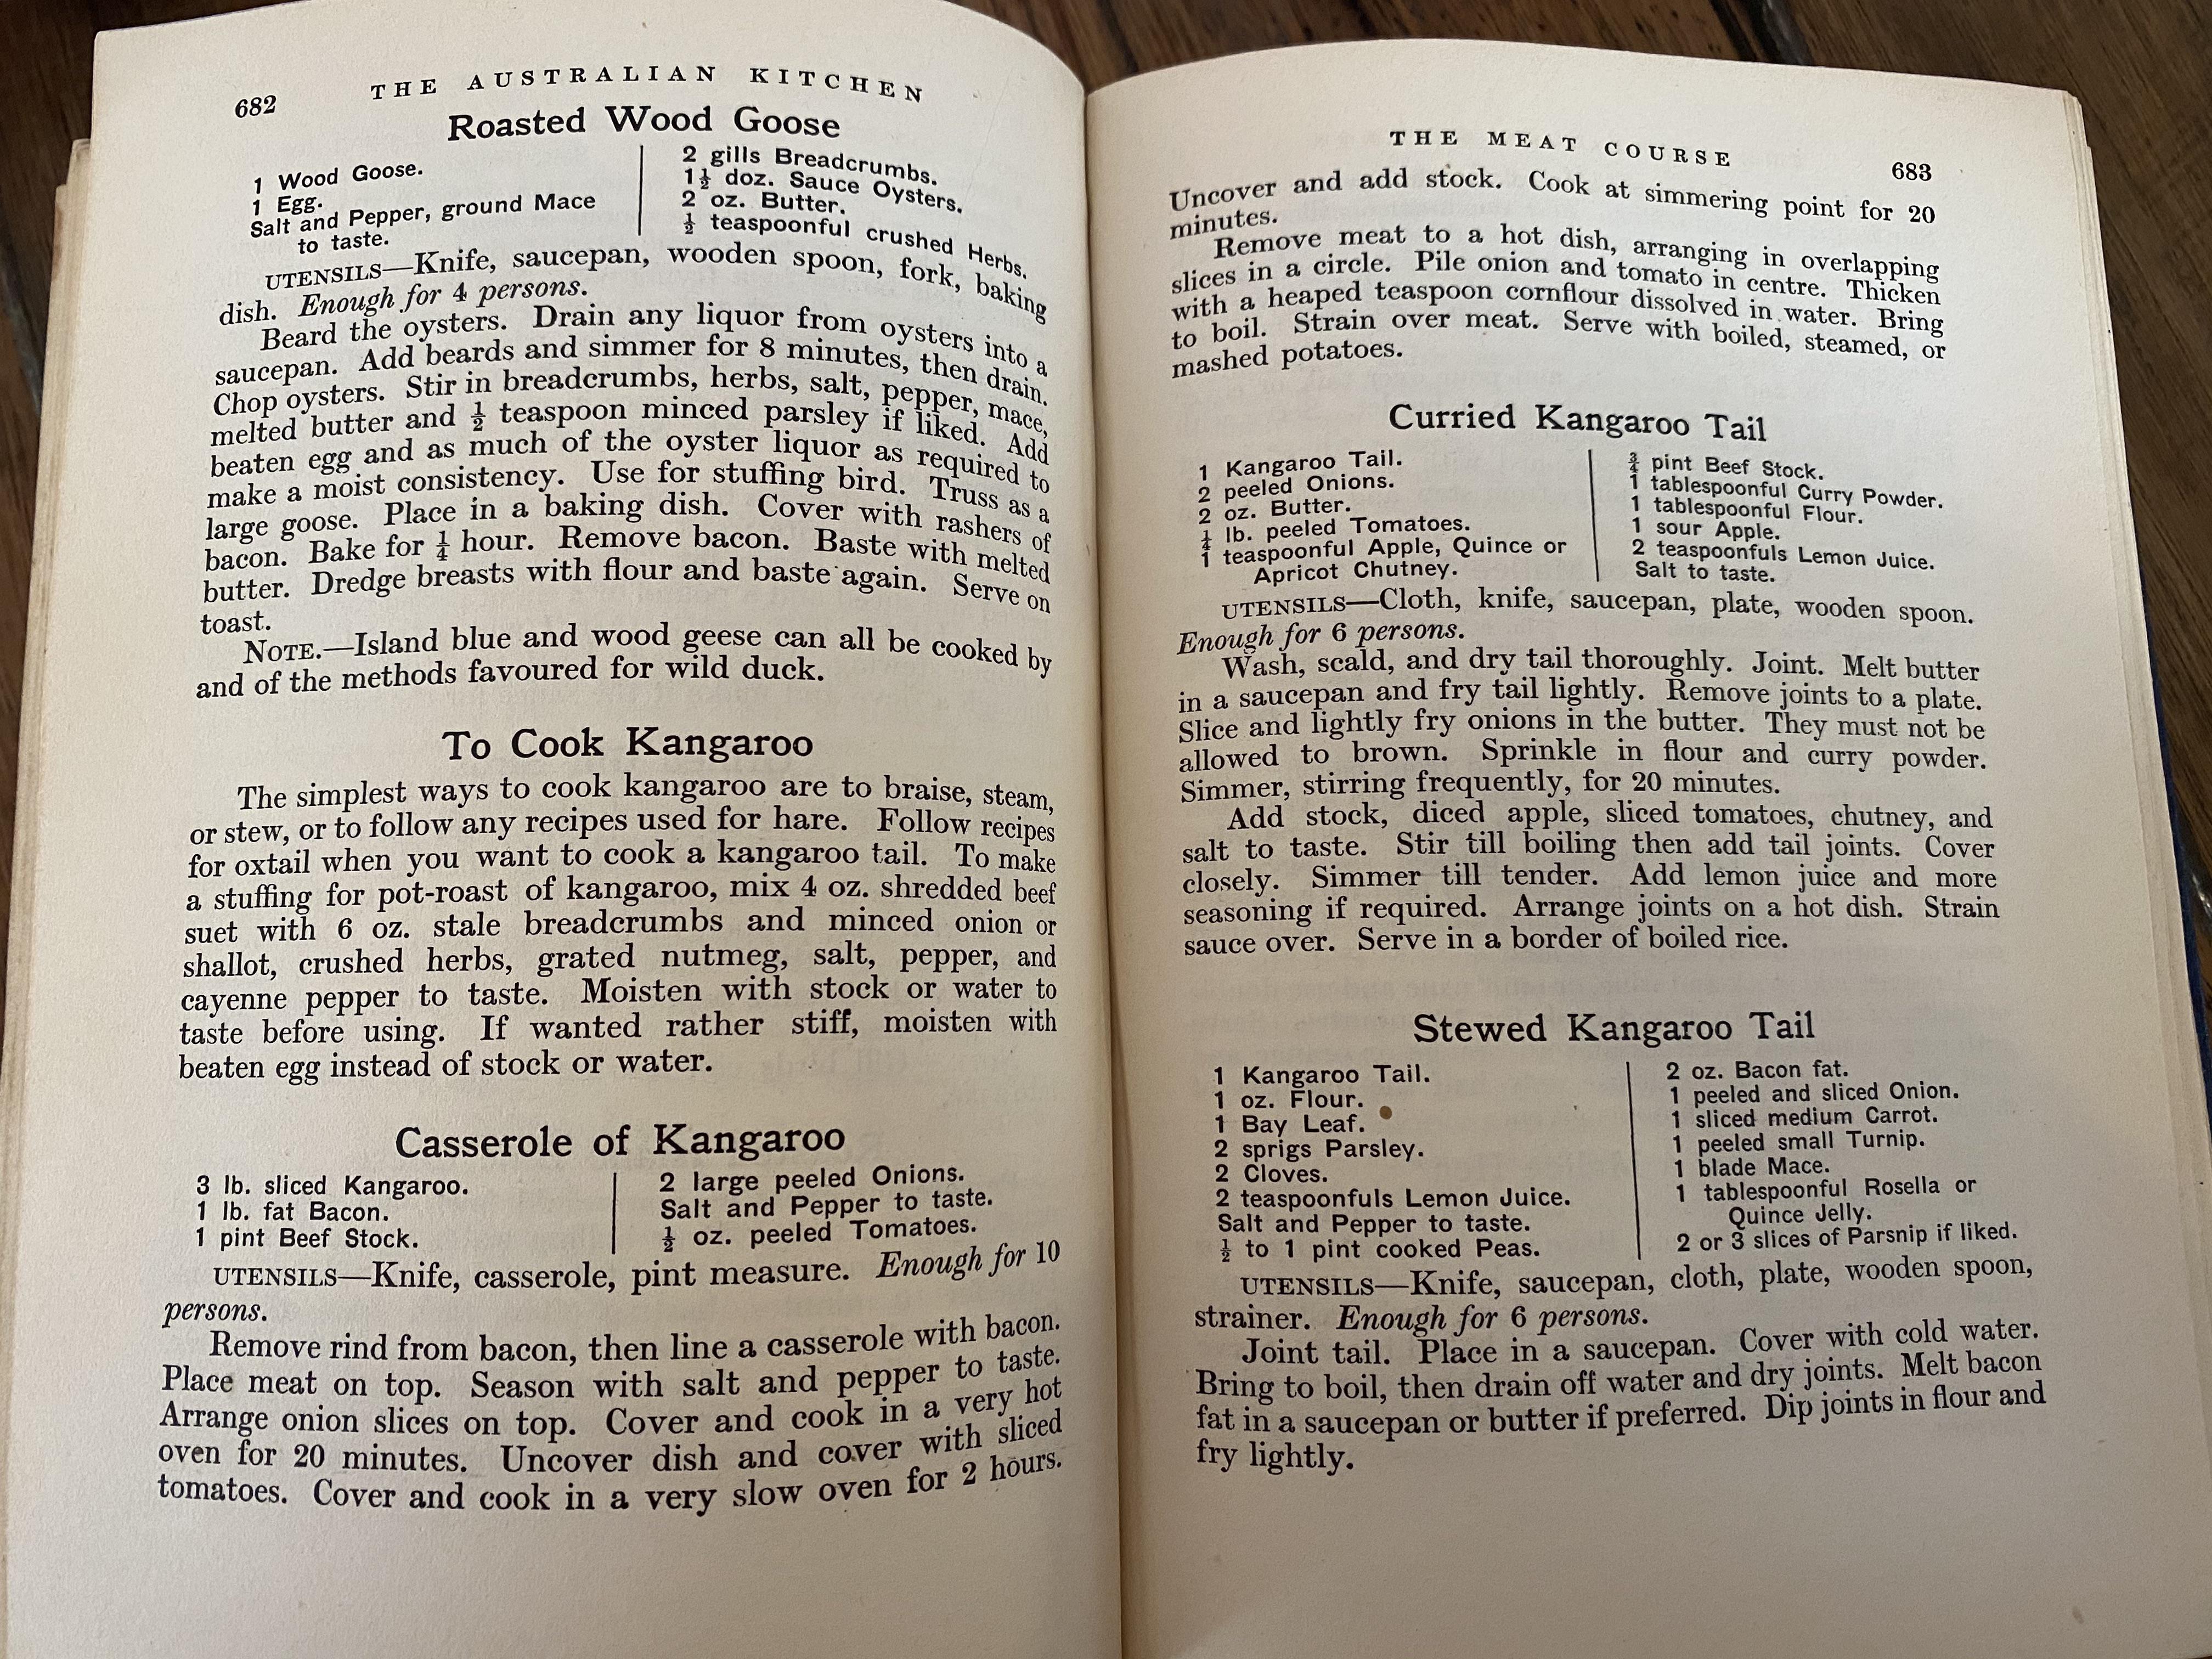 682
THE AUSTRALIAN KITCHEN
Roasted Wood Goose
1 Wood Goose.
1 Egg.
Salt and Pepper, ground Mace
to taste.
2 gills Breadcrumbs.
1½ doz. Sauce Oysters.
2 oz. Butter.
½ teaspoonful crushed Herbs.
UTENSILS—Knife, saucepan, wooden spoon, fork, baking
dish. Enough for 4 persons.
Beard the oysters. Drain any liquor from oysters into a
saucepan. Add beards and simmer for 8 minutes, then drain.
Chop oysters. Stir in breadcrumbs, herbs, salt, pepper, mace,
melted butter and ½ teaspoon minced parsley if liked. Add
beaten egg and as much of the oyster liquor as required to
make a moist consistency. Use for stuffing bird. Truss as a
large goose. Place in a baking dish. Cover with rashers of
bacon. Bake for ¼ hour. Remove bacon. Baste with melted
butter. Dredge breasts with flour and baste again. Serve on
toast.
NOTE.—Island blue and wood geese can all be cooked by
and of the methods favoured for wild duck.
To Cook Kangaroo
The simplest ways to cook kangaroo are to braise, steam,
or stew, or to follow any recipes used for hare. Follow recipes
for oxtail when you want to cook a kangaroo tail. To make
a stuffing for pot-roast of kangaroo, mix 4 oz. shredded beef
suet with 6 oz. stale breadcrumbs and minced onion or
shallot, crushed herbs, grated nutmeg, salt, pepper, and
cayenne pepper to taste. Moisten with stock or water to
taste before using. If wanted rather stiff, moisten with
beaten egg instead of stock or water.
Casserole of Kangaroo
3 lb. sliced Kangaroo.
1 lb. fat Bacon.
1 pint Beef Stock.
2 large peeled Onions.
Salt and Pepper to taste.
½ oz. peeled Tomatoes.
UTENSILS—Knife, casserole, pint measure. Enough for 10
persons.
Remove rind from bacon, then line a casserole with bacon.
Place meat on top. Season with salt and pepper to taste.
Arrange onion slices on top. Cover and cook in a very hot
oven for 20 minutes. Uncover dish and cover with sliced
tomatoes. Cover and cook in a very slow oven for 2 hours.
THE MEAT COURSE
683
Uncover and add stock. Cook at simmering point for 20
minutes.
Remove meat to a hot dish, arranging in overlapping
slices in a circle. Pile onion and tomato in centre. Thicken
with a heaped teaspoon cornflour dissolved in water. Bring
to boil. Strain over meat. Serve with boiled, steamed, or
mashed potatoes.
Curried Kangaroo Tail
1 Kangaroo Tail.
2 peeled Onions.
2 oz. Butter.
¼ lb. peeled Tomatoes.
1 teaspoonful Apple, Quince or
Apricot Chutney.
¾ pint Beef Stock.
1 tablespoonful Curry Powder.
1 tablespoonful Flour.
1 sour Apple.
2 teaspoonfuls Lemon Juice.
Salt to taste.
UTENSILS—Cloth, knife, saucepan, plate, wooden spoon.
Enough for 6 persons.
Wash, scald, and dry tail thoroughly. Joint. Melt butter
in a saucepan and fry tail lightly. Remove joints to a plate.
Slice and lightly fry onions in the butter. They must not be
allowed to brown. Sprinkle in flour and curry powder.
Simmer, stirring frequently, for 20 minutes.
Add stock, diced apple, sliced tomatoes, chutney, and
salt to taste. Stir till boiling then add tail joints. Cover
closely. Simmer till tender. Add lemon juice and more
seasoning if required. Arrange joints on a hot dish. Strain
sauce over. Serve in a border of boiled rice.
Stewed Kangaroo Tail
1 Kangaroo Tail.
1 oz. Flour.
1 Bay Leaf.
2 sprigs Parsley.
2 Cloves.
2 teaspoonfuls Lemon Juice.
Salt and Pepper to taste.
½ to 1 pint cooked Peas.
2 oz. Bacon fat.
1 peeled and sliced Onion.
1 sliced medium Carrot.
1 peeled small Turnip.
1 blade Mace.
1 tablespoonful Rosella or
Quince Jelly.
2 or 3 slices of Parsnip if liked.
UTENSILS—Knife, saucepan, cloth, plate, wooden spoon,
strainer. Enough for 6 persons.
Joint tail. Place in a saucepan. Cover with cold water.
Bring to boil, then drain off water and dry joints. Melt bacon
fat in a saucepan or butter if preferred. Dip joints in flour and
fry lightly.